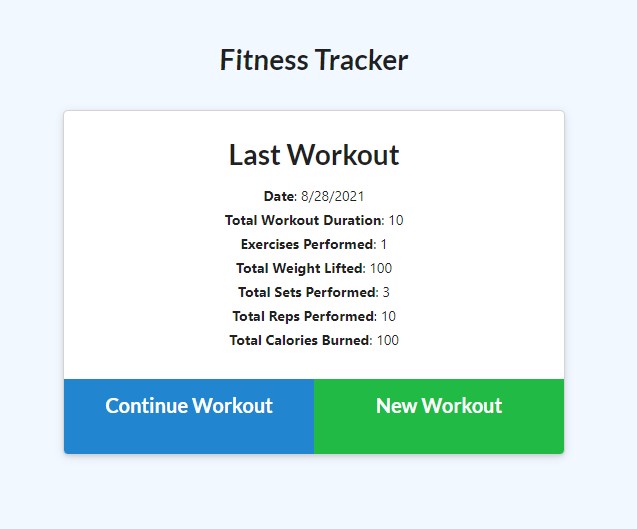 Fitness Tracker
Last Workout
Date: 8/28/2021
Total Workout Duration: 10
Exercises Performed: 1
Total Weight Lifted: 100
Total Sets Performed: 3
Total Reps Performed: 10
Total Calories Burned: 100
Continue Workout
New Workout